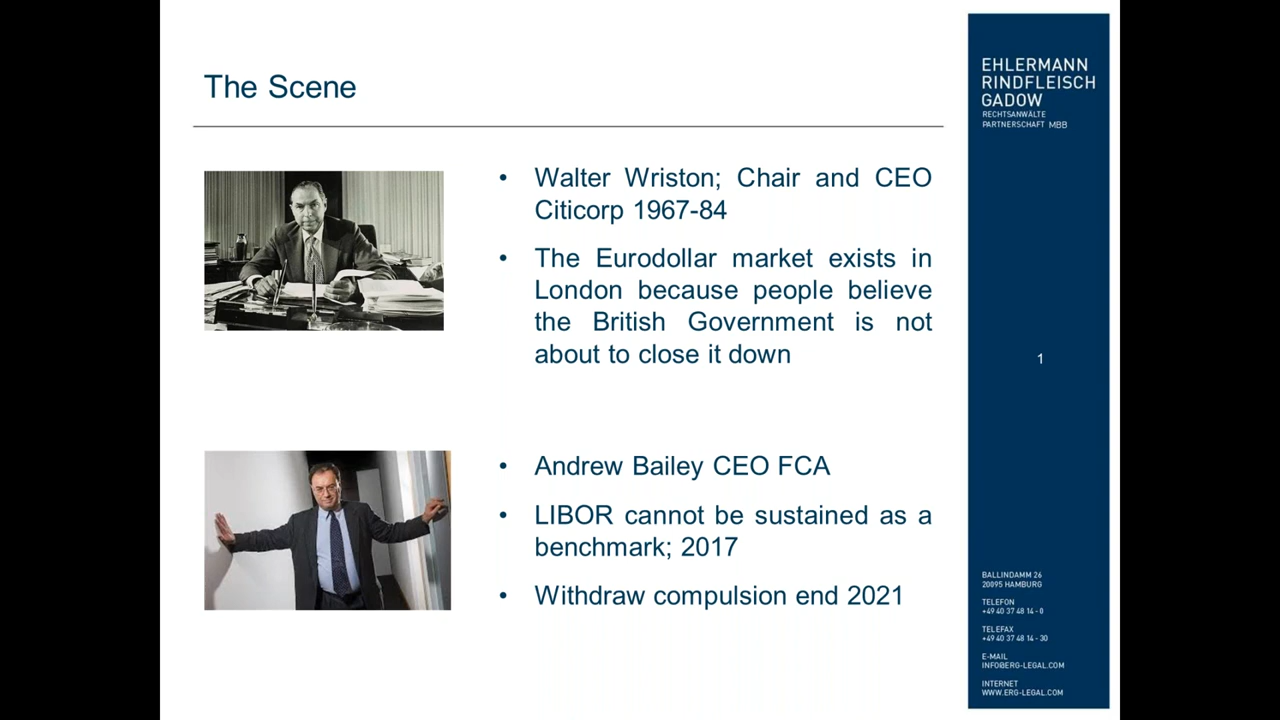 The Scene
• Walter Wriston; Chair and CEO
Citicorp 1967-84
• The Eurodollar market exists in
London because people believe
the British Government is not
about to close it down
• Andrew Bailey CEO FCA
• LIBOR cannot be sustained as a
benchmark; 2017
• Withdraw compulsion end 2021
EHLERMANN
RINDFLEISCH
GADOW
RECHTSANWÄLTE
PARTNERSCHAFT MBB
1
BALLINDAMM 26
20095 HAMBURG
TELEFON
+49 40 37 48 14 - 0
TELEFAX
+49 40 37 48 14 - 30
E-MAIL
INFO@ERG-LEGAL.COM
INTERNET
WWW.ERG-LEGAL.COM